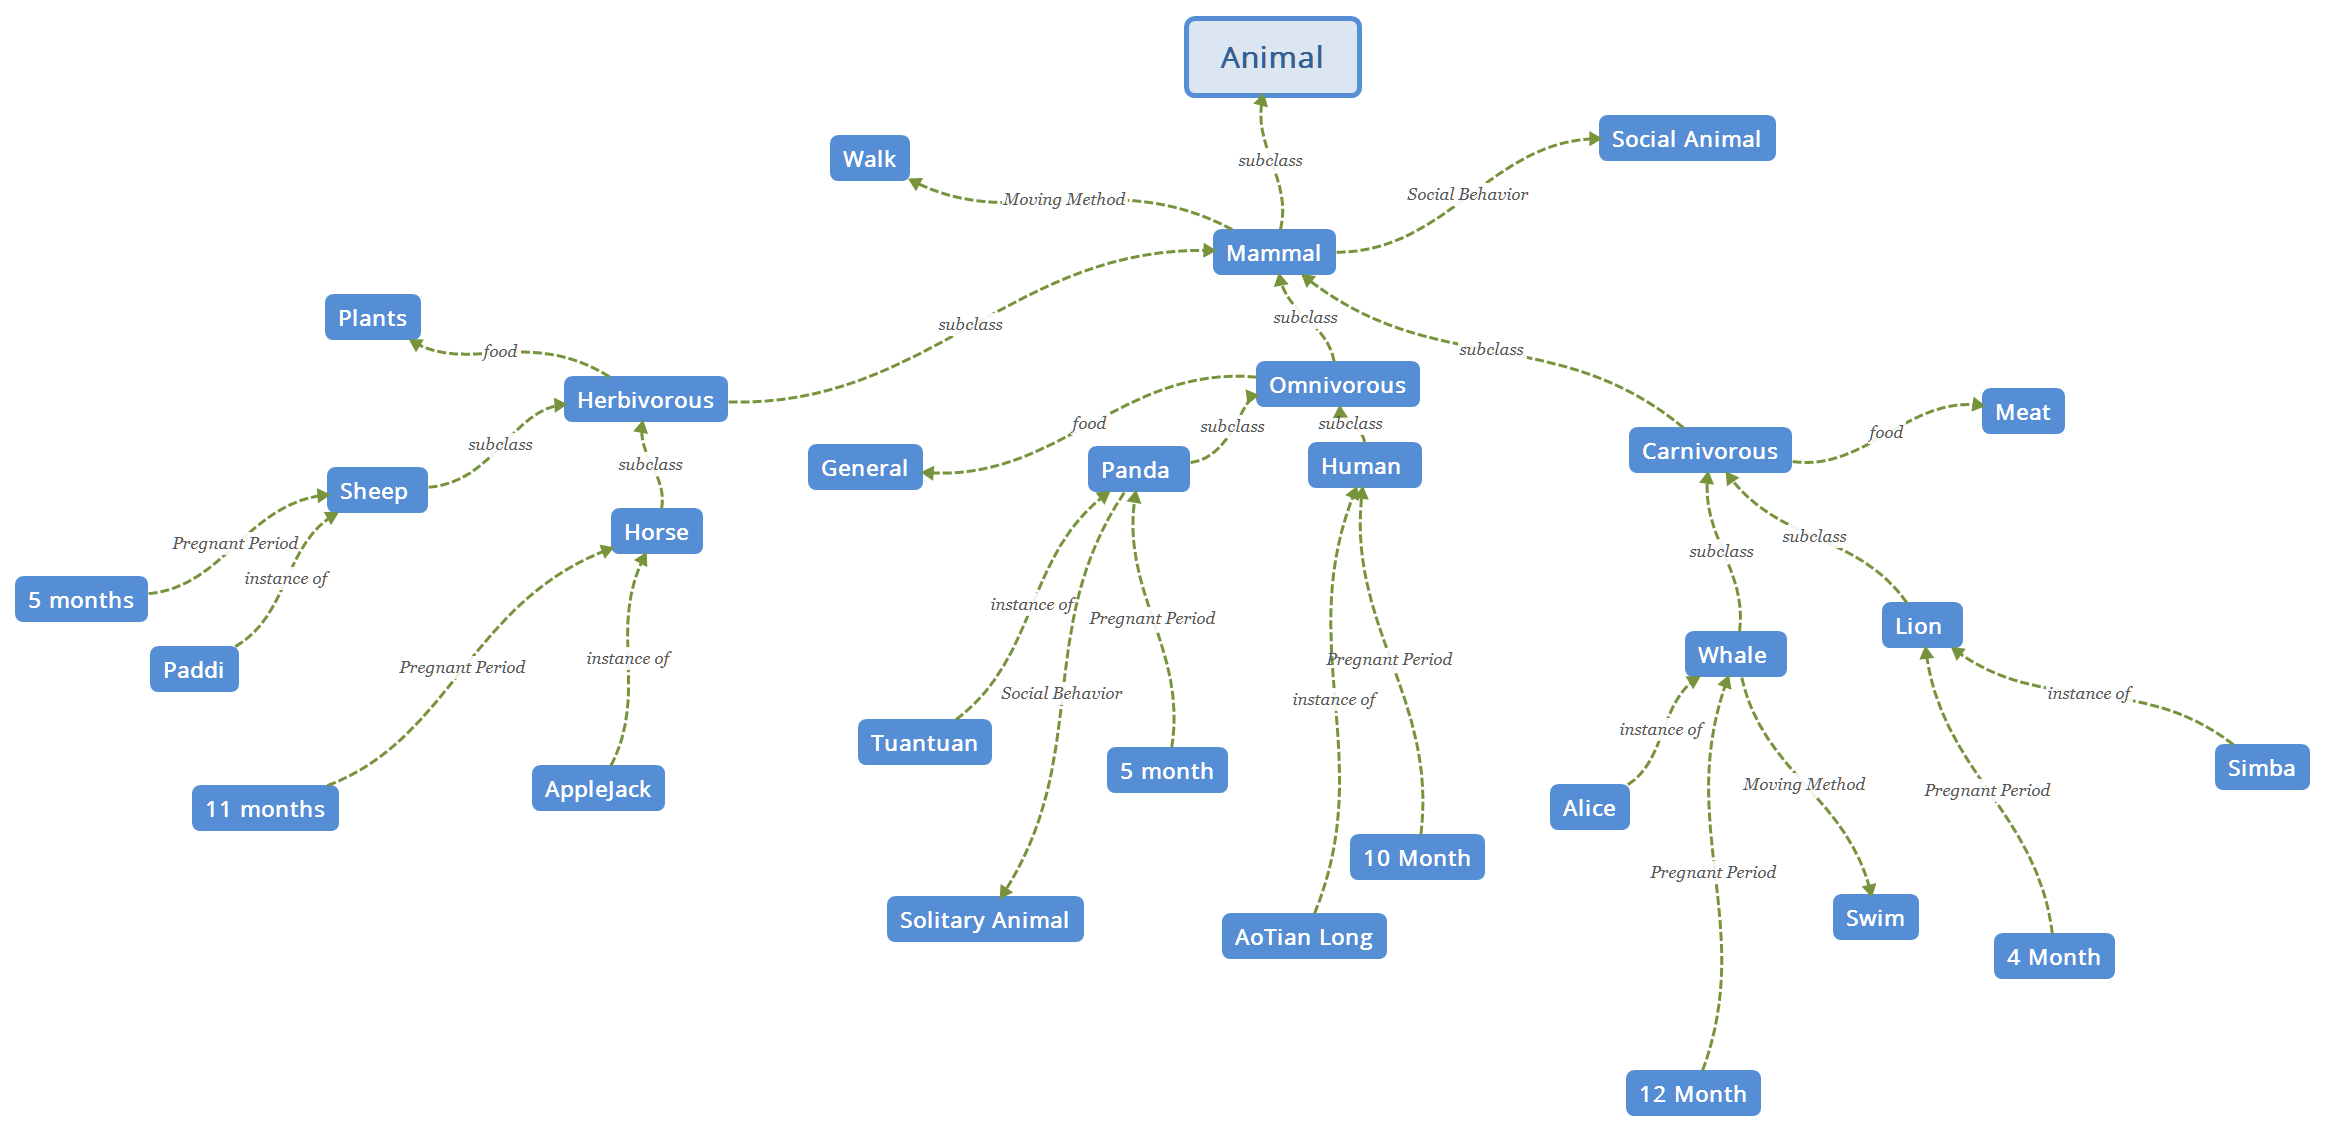 Animal
Social Animal
Walk
subclass
Social Behavior
Moving Method
Mammal
Plants
subclass
subclass
food
subclass
Omnivorous
Herbivorous
Meat
food
subclass
subclass
food
subclass
Carnivorous
General
Panda
Human
subclass
Sheep
Horse
subclass
subclass
Pregnant Period
instance of
5 months
instance of
Pregnant Period
Lion
Whale
Paddi
Pregnant Period
instance of
Pregnant Period
Social Behavior
instance of
instance of
instance of
Tuantuan
5 month
Simba
Moving Method
Pregnant Period
AppleJack
11 months
Alice
10 Month
Pregnant Period
Solitary Animal
Swim
AoTian Long
4 Month
12 Month